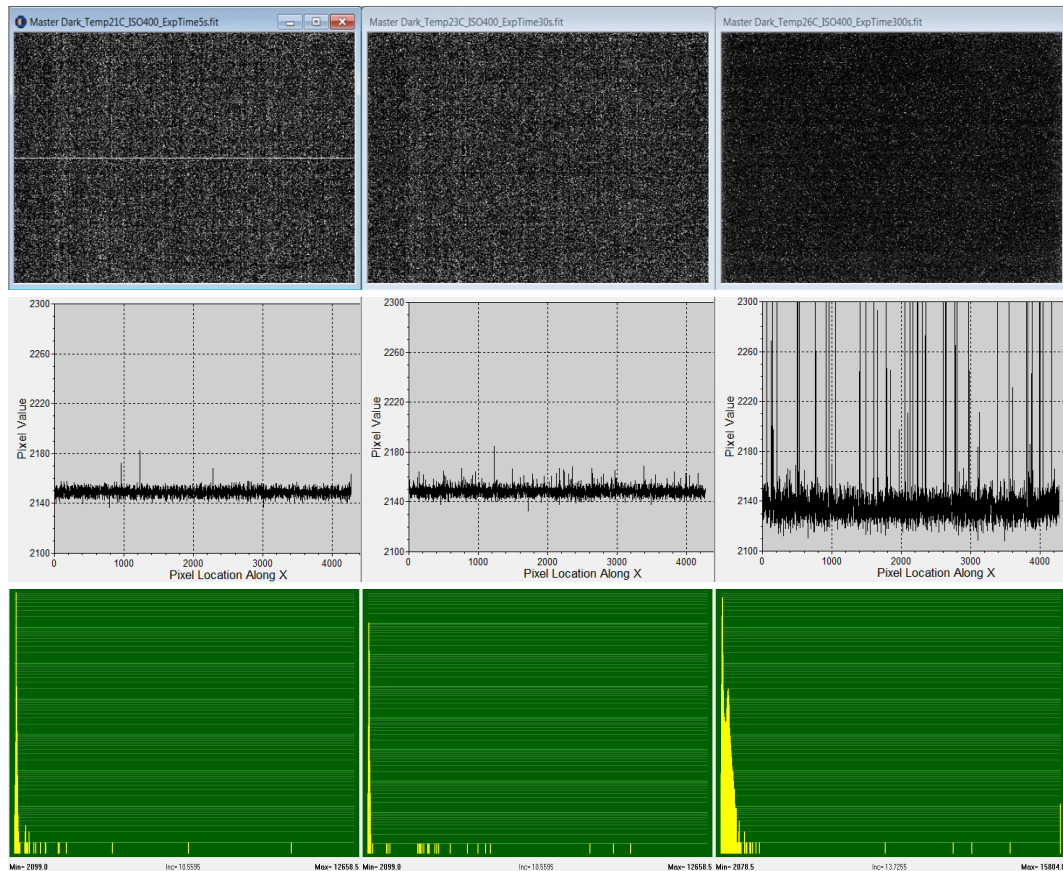 Master Dark_Temp21C_ISO400_ExpTime5s.fit
Master Dark_Temp23C_ISO400_ExpTime30s.fit
Master Dark_Temp26C_ISO400_ExpTime300s.fit
2300
2260
2220
2180
2140
2100
Pixel Value
0 1000 2000 3000 4000
Pixel Location Along X
2300
2260
2220
2180
2140
2100
Pixel Value
0 1000 2000 3000 4000
Pixel Location Along X
2300
2260
2220
2180
2140
2100
Pixel Value
0 1000 2000 3000 4000
Pixel Location Along X
Min= 2099.0 Inc= 10.5595 Max= 12658.5
Min= 2099.0 Inc= 10.5595 Max= 12658.5
Min= 2078.5 Inc= 13.7255 Max= 15804.0